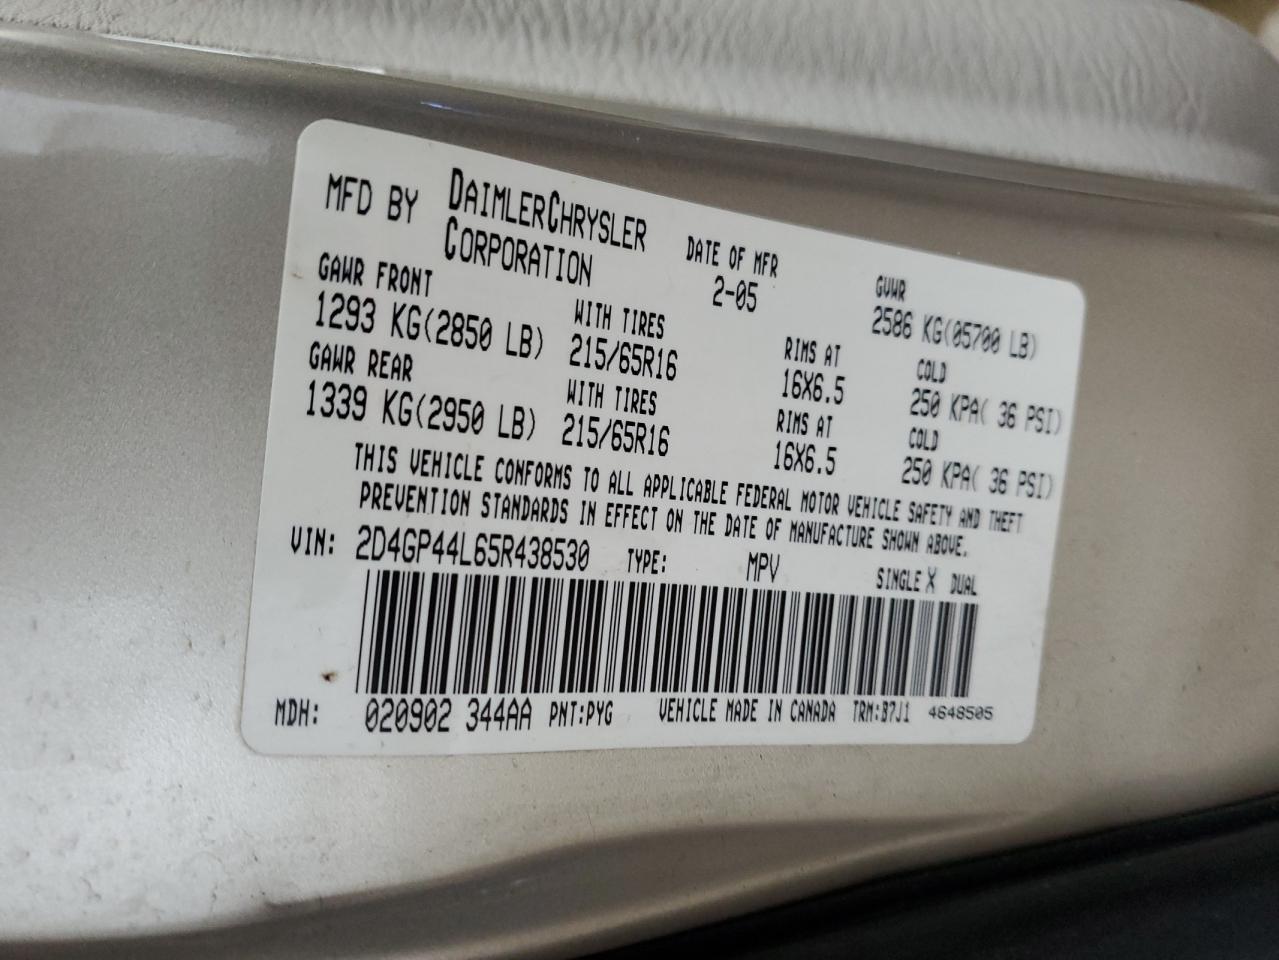 MFD BY DAIMLERCHRYSLER CORPORATION
DATE OF MFR 2-05
GVWR 2586 KG(05700 LB)
GAWR FRONT
1293 KG(2850 LB) WITH TIRES 215/65R16 RIMS AT 16X6.5 COLD 250 KPA( 36 PSI)
GAWR REAR
1339 KG(2950 LB) WITH TIRES 215/65R16 RIMS AT 16X6.5 COLD 250 KPA( 36 PSI)
THIS VEHICLE CONFORMS TO ALL APPLICABLE FEDERAL MOTOR VEHICLE SAFETY AND THEFT
PREVENTION STANDARDS IN EFFECT ON THE DATE OF MANUFACTURE SHOWN ABOVE.
VIN: 2D4GP44L65R438530 TYPE: MPV SINGLE X DUAL
MDH: 020902 344AA PNT:PYG VEHICLE MADE IN CANADA TRM:B7J1 4648505